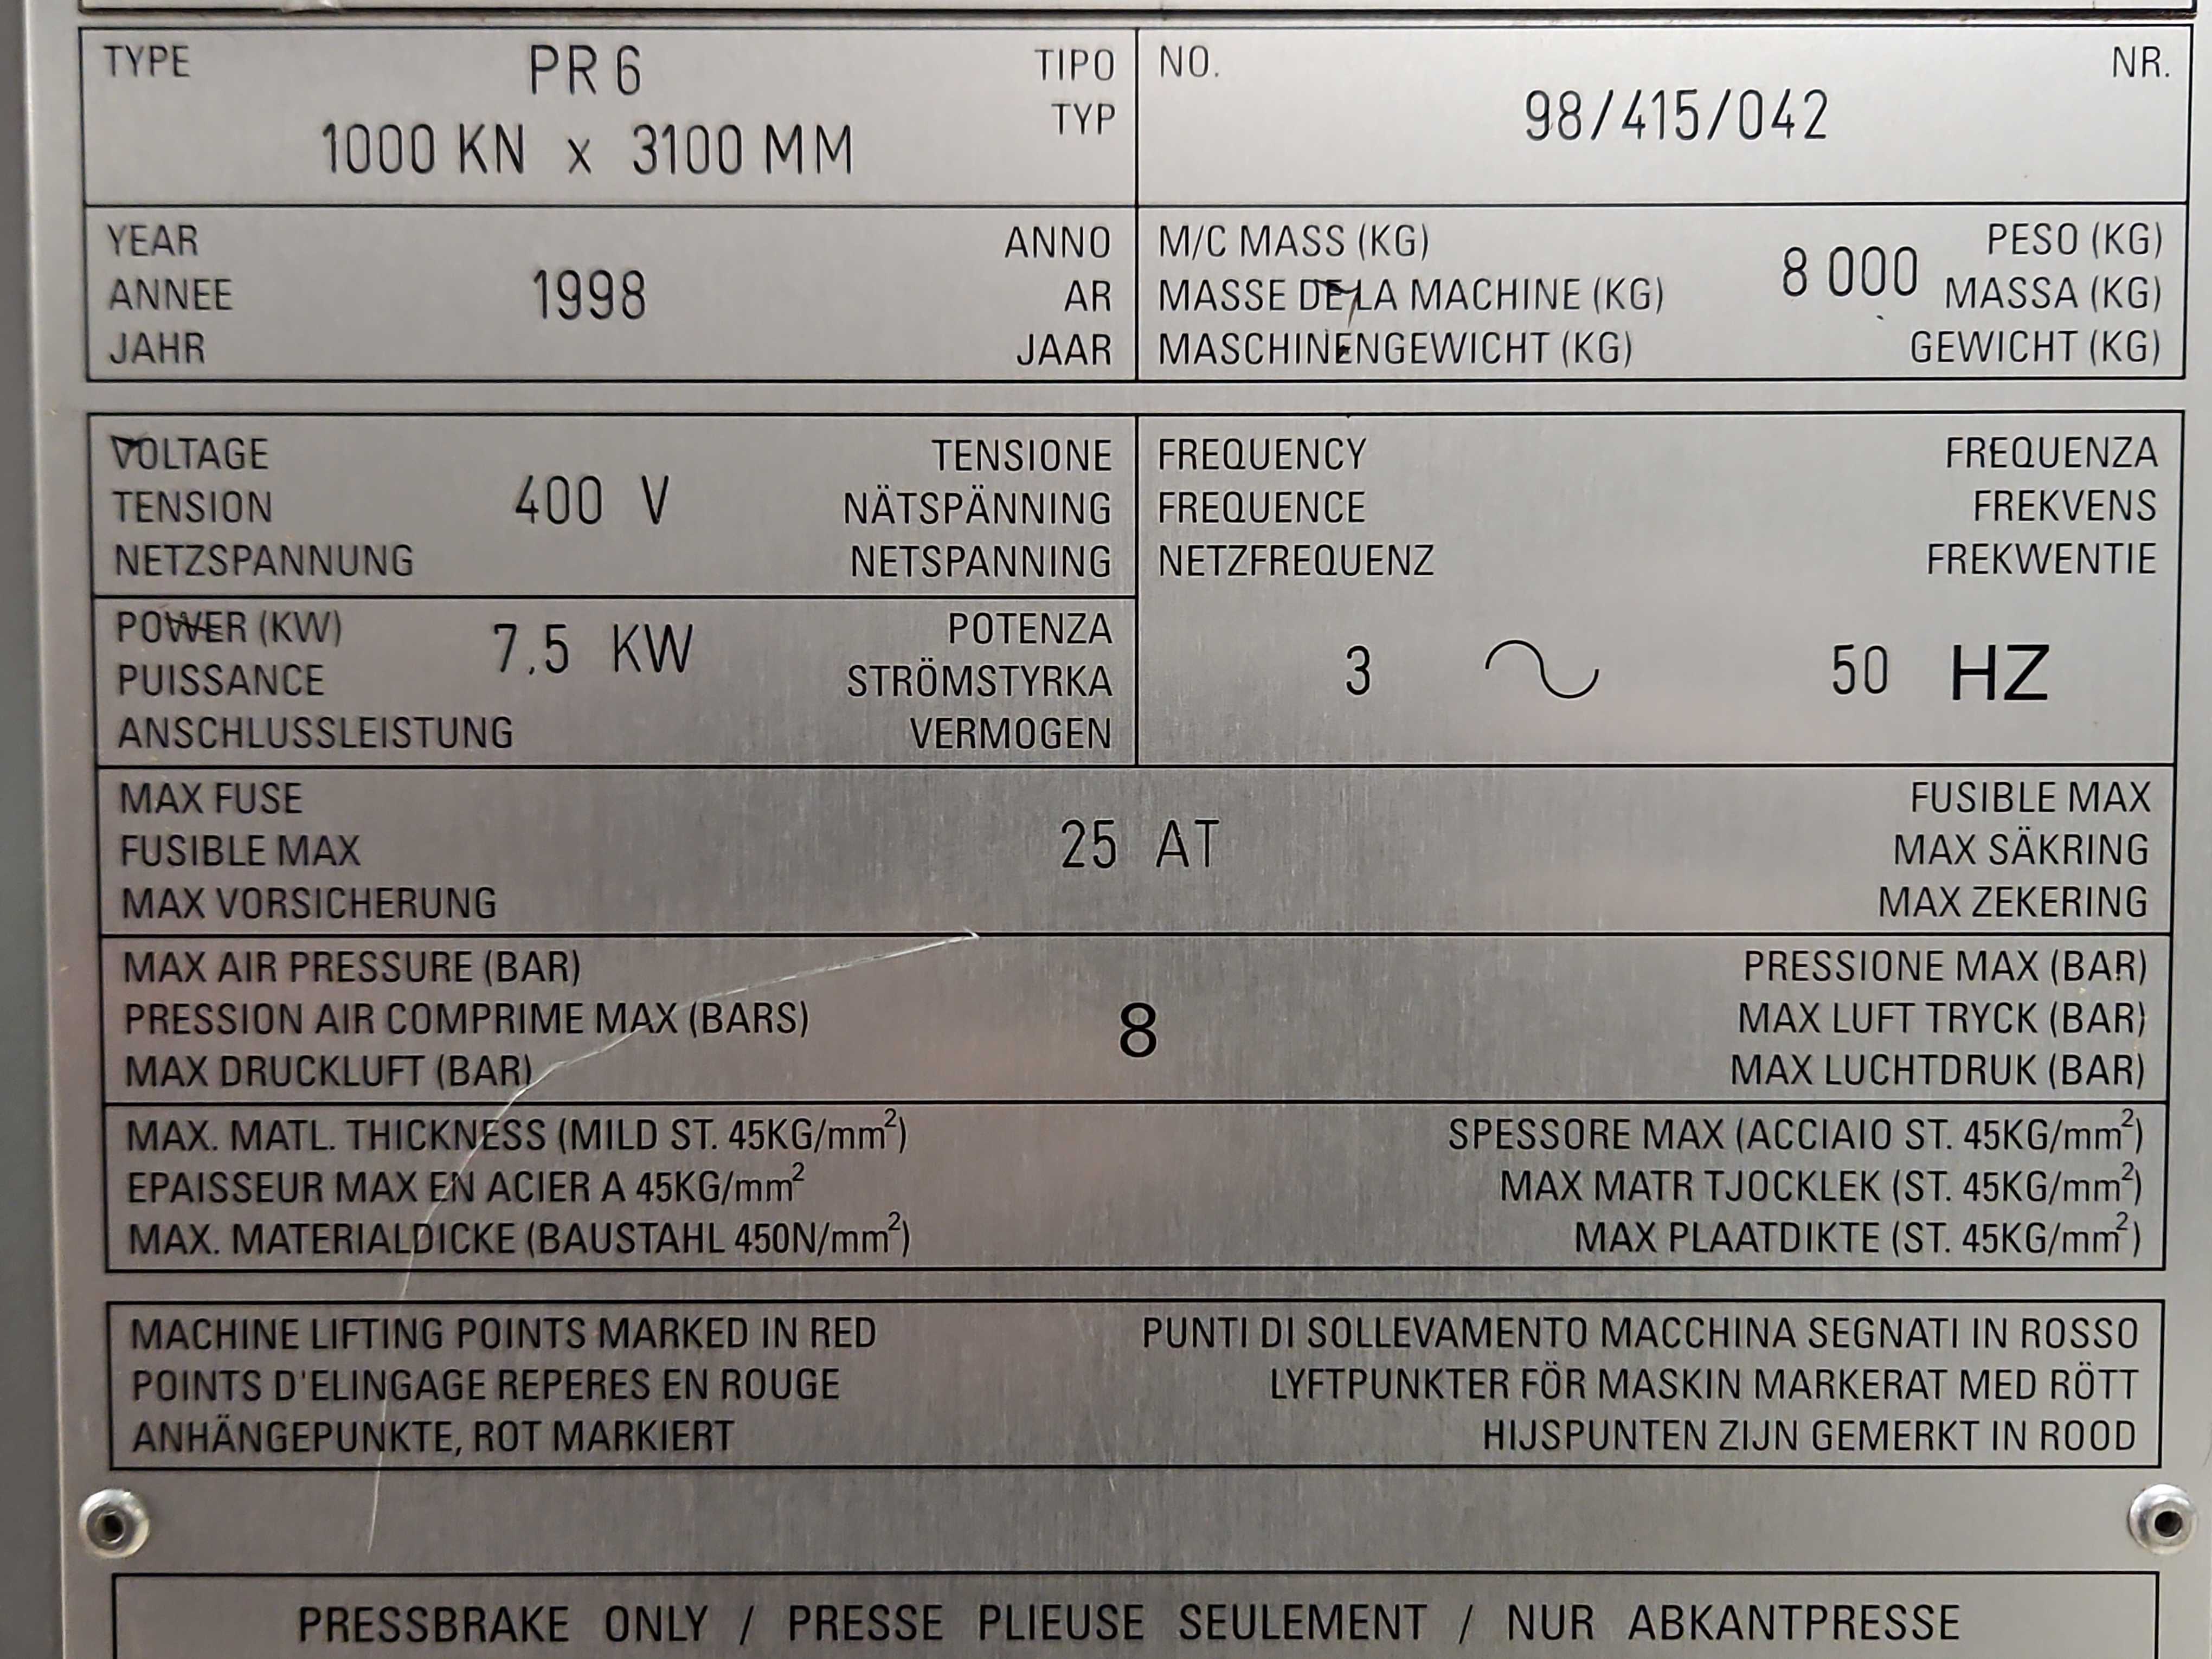 TYPE PR 6 TIPO
1000 KN x 3100 MM TYP
NO. NR.
98/415/042
YEAR ANNO
ANNEE 1998 AR
JAHR JAAR
M/C MASS (KG) PESO (KG)
MASSE DE LA MACHINE (KG) 8 000 MASSA (KG)
MASCHINENGEWICHT (KG) GEWICHT (KG)
VOLTAGE TENSIONE
TENSION 400 V NÄTSPÄNNING
NETZSPANNUNG NETSPANNING
FREQUENCY FREQUENZA
FREQUENCE FREKVENS
NETZFREQUENZ FREKWENTIE
3 50 HZ
POWER (KW) 7.5 KW POTENZA
PUISSANCE STRÖMSTYRKA
ANSCHLUSSLEISTUNG VERMOGEN
MAX FUSE FUSIBLE MAX
FUSIBLE MAX 25 AT MAX SÄKRING
MAX VORSICHERUNG MAX ZEKERING
MAX AIR PRESSURE (BAR) PRESSIONE MAX (BAR)
PRESSION AIR COMPRIME MAX (BARS) 8 MAX LUFT TRYCK (BAR)
MAX DRUCKLUFT (BAR) MAX LUCHTDRUK (BAR)
MAX. MATL. THICKNESS (MILD ST. 45KG/mm²) SPESSORE MAX (ACCIAIO ST. 45KG/mm²)
EPAISSEUR MAX EN ACIER A 45KG/mm² MAX MATR TJOCKLEK (ST. 45KG/mm²)
MAX. MATERIALDICKE (BAUSTAHL 450N/mm²) MAX PLAATDIKTE (ST. 45KG/mm²)
MACHINE LIFTING POINTS MARKED IN RED PUNTI DI SOLLEVAMENTO MACCHINA SEGNATI IN ROSSO
POINTS D'ELINGAGE REPERES EN ROUGE LYFTPUNKTER FÖR MASKIN MARKERAT MED RÖTT
ANHÄNGEPUNKTE, ROT MARKIERT HIJSPUNTEN ZIJN GEMERKT IN ROOD
PRESSBRAKE ONLY / PRESSE PLIEUSE SEULEMENT / NUR ABKANTPRESSE